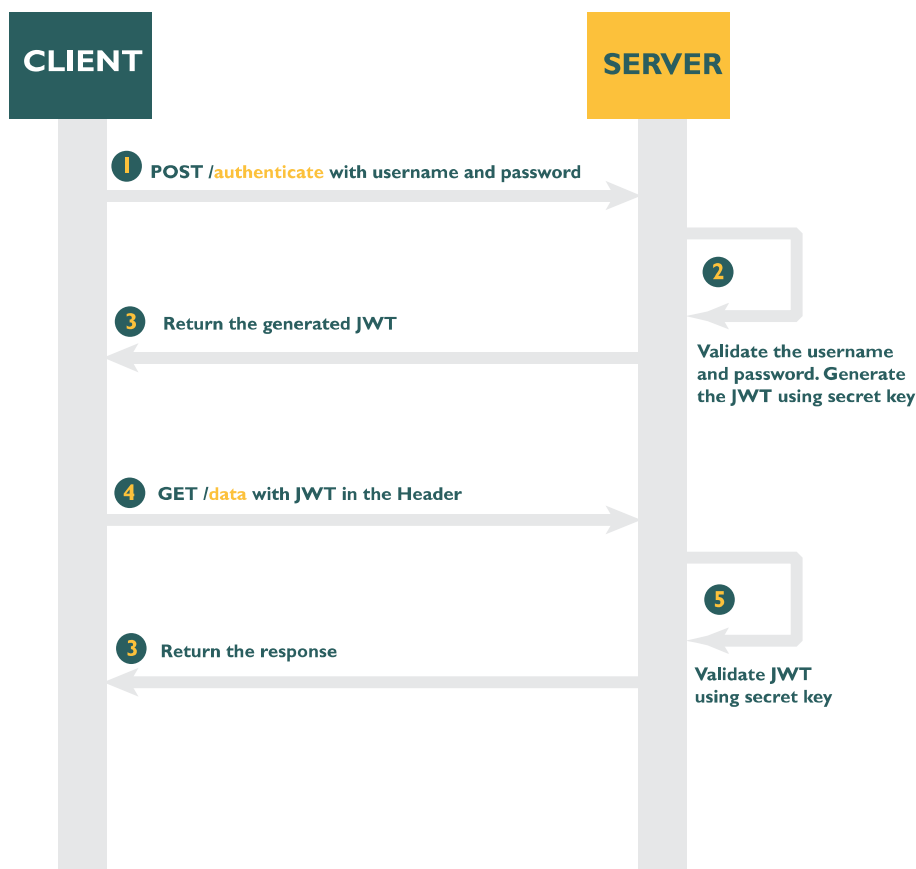 CLIENT
SERVER
1 POST /authenticate with username and password
2
3 Return the generated JWT
Validate the username
and password. Generate
the JWT using secret key
4 GET /data with JWT in the Header
5
3 Return the response
Validate JWT
using secret key